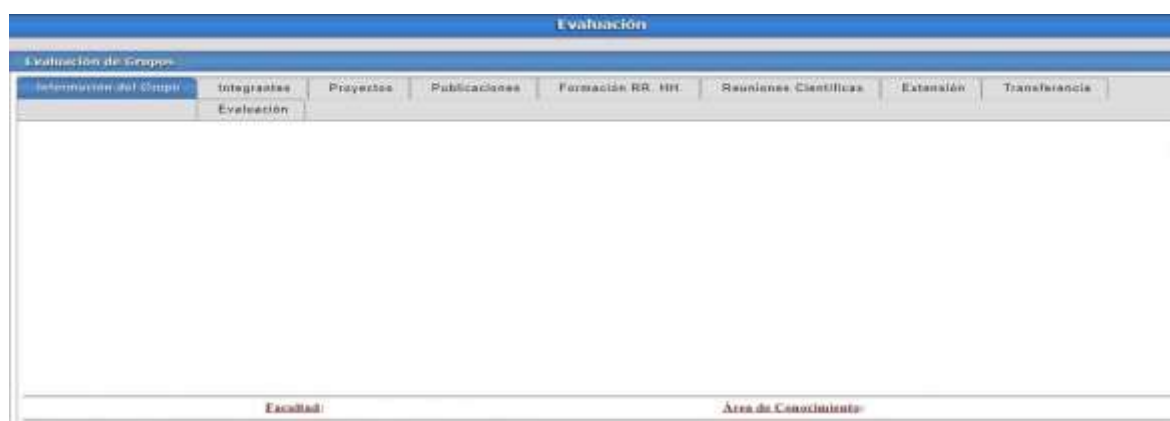 Evaluación
Evaluación de Grupos
Información del Grupo Integrantes Proyectos Publicaciones Formación RR. HH. Reuniones Científicas Extensión Transferencia
Evaluación
Facultad: Área de Conocimiento: